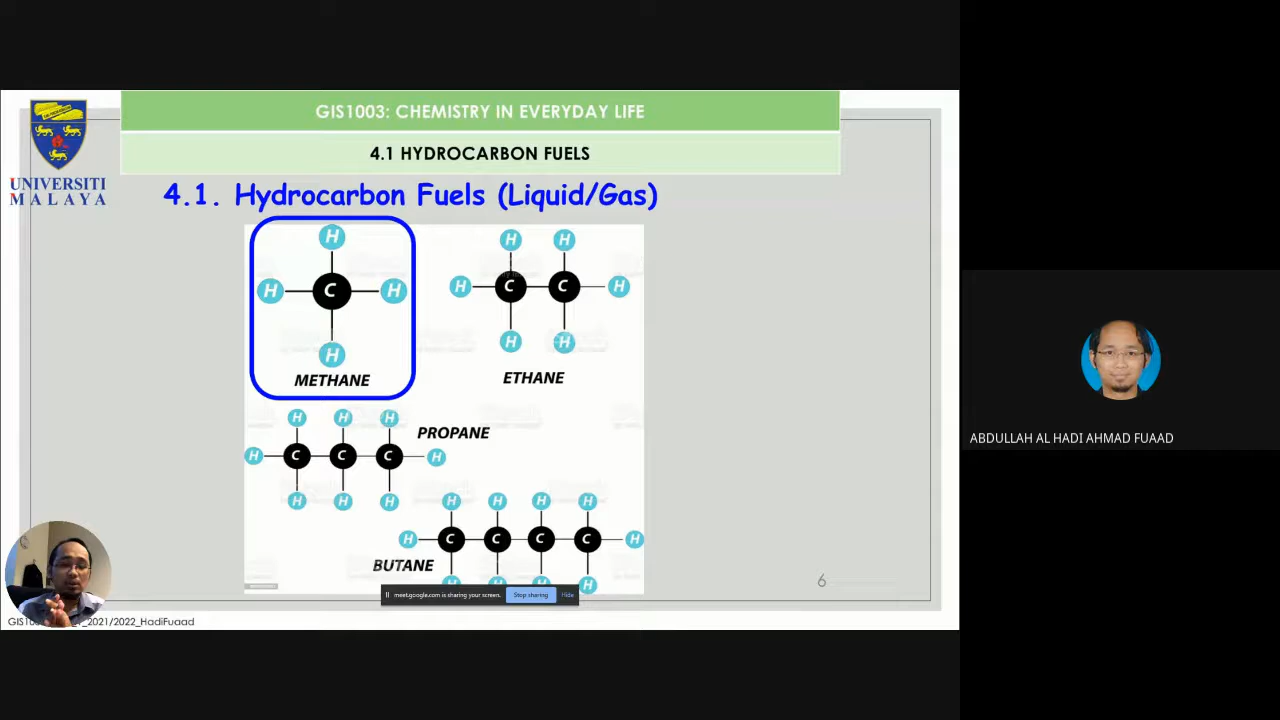 GIS1003: CHEMISTRY IN EVERYDAY LIFE
4.1 HYDROCARBON FUELS
UNIVERSITI
MALAYA
4.1. Hydrocarbon Fuels (Liquid/Gas)
H
H C H
H
METHANE
H H
H C C H
H H
ETHANE
H H H
H C C C H
H H H
PROPANE
H H H H
H C C C C H
H H H H
BUTANE
meet.google.com is sharing your screen.
Stop sharing
Hide
6
2021/2022_HadiFuaad
ABDULLAH AL HADI AHMAD FUAAD